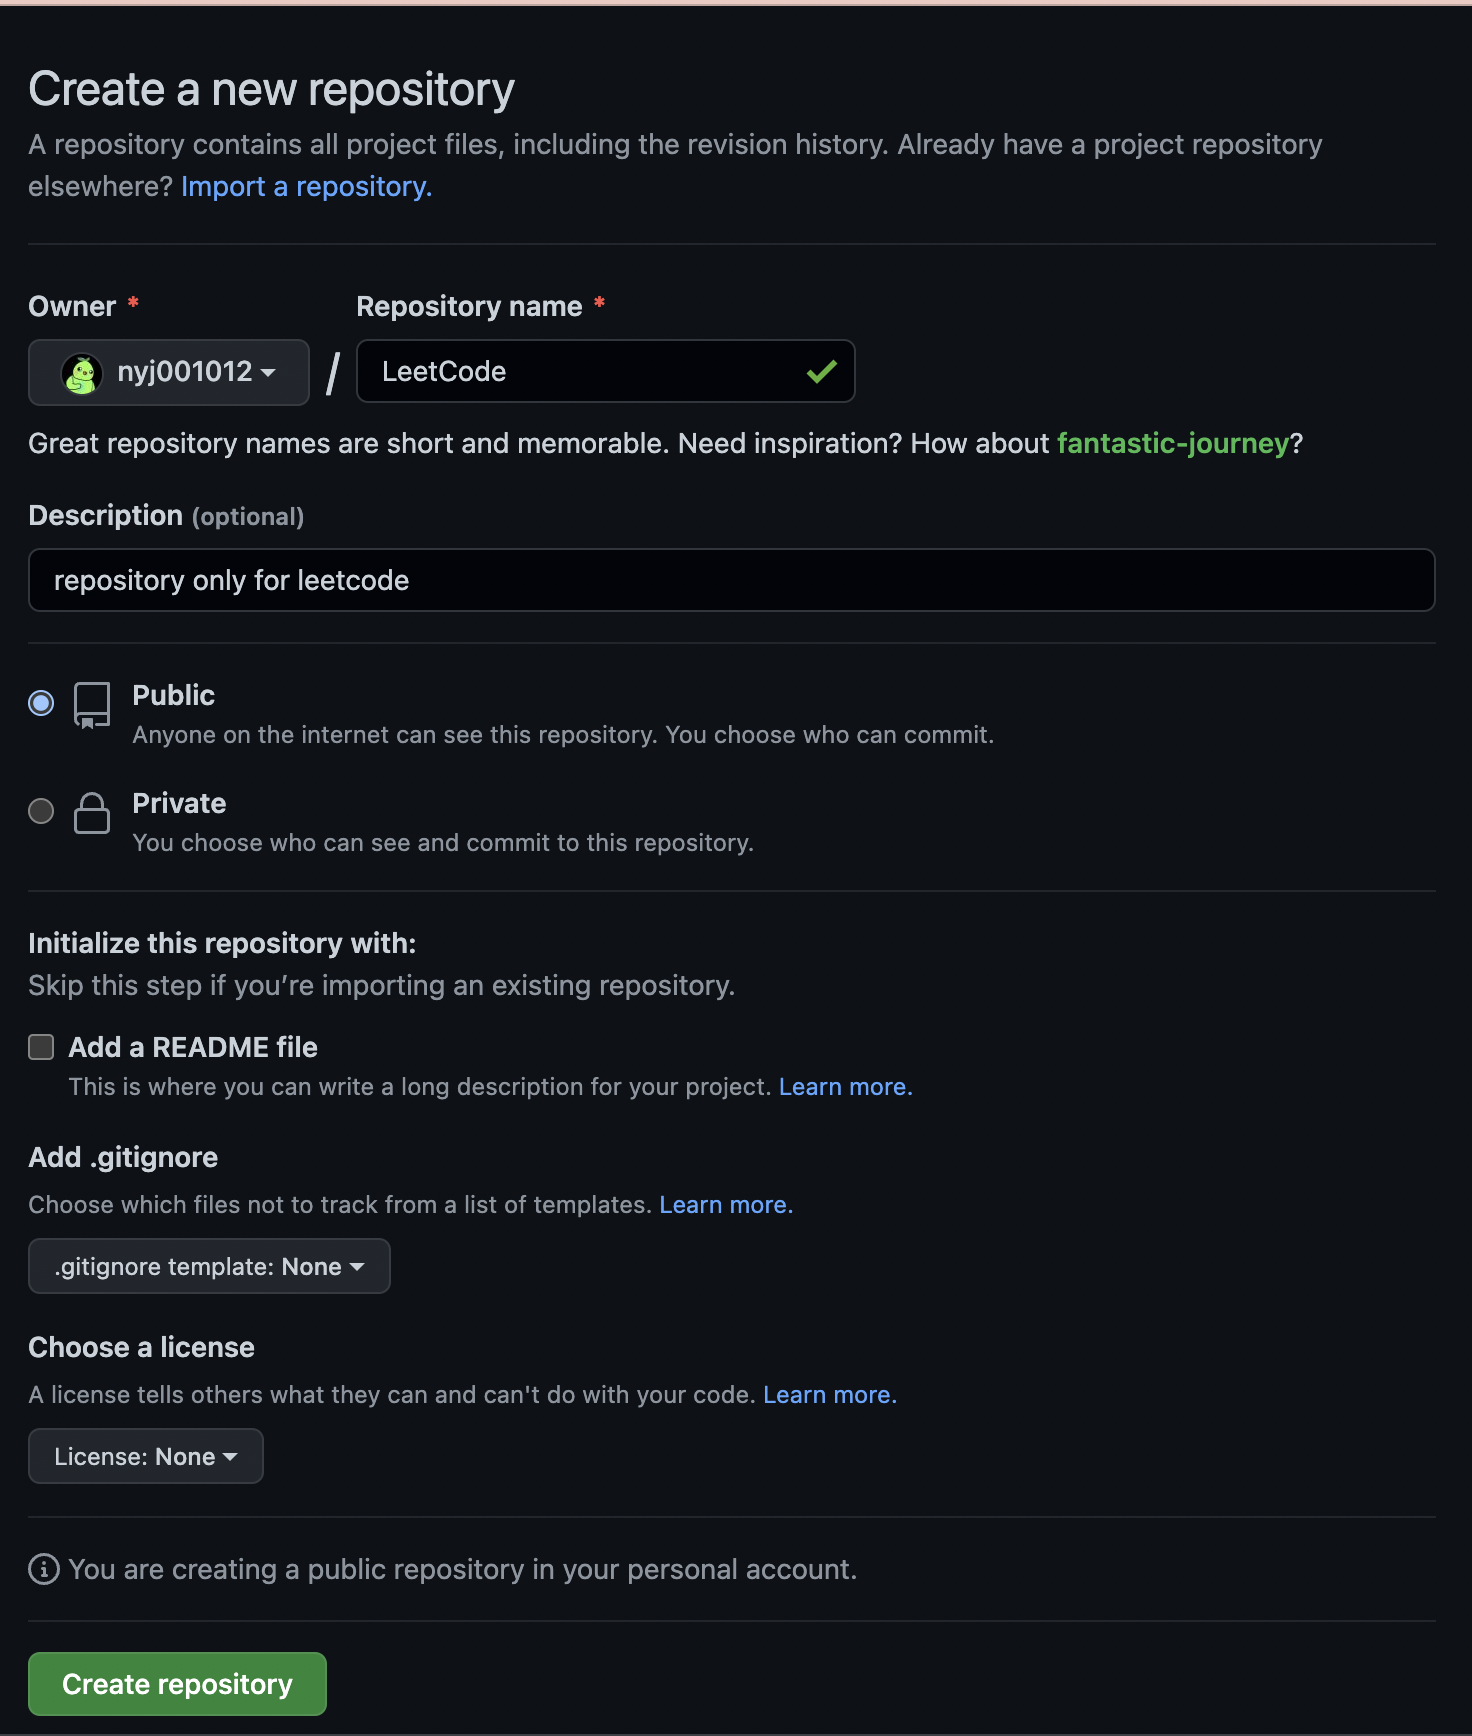 Create a new repository
A repository contains all project files, including the revision history. Already have a project repository
elsewhere? Import a repository.
Owner * Repository name *
nyj001012 / LeetCode
Great repository names are short and memorable. Need inspiration? How about fantastic-journey?
Description (optional)
repository only for leetcode
Public
Anyone on the internet can see this repository. You choose who can commit.
Private
You choose who can see and commit to this repository.
Initialize this repository with:
Skip this step if you’re importing an existing repository.
Add a README file
This is where you can write a long description for your project. Learn more.
Add .gitignore
Choose which files not to track from a list of templates. Learn more.
.gitignore template: None
Choose a license
A license tells others what they can and can't do with your code. Learn more.
License: None
You are creating a public repository in your personal account.
Create repository